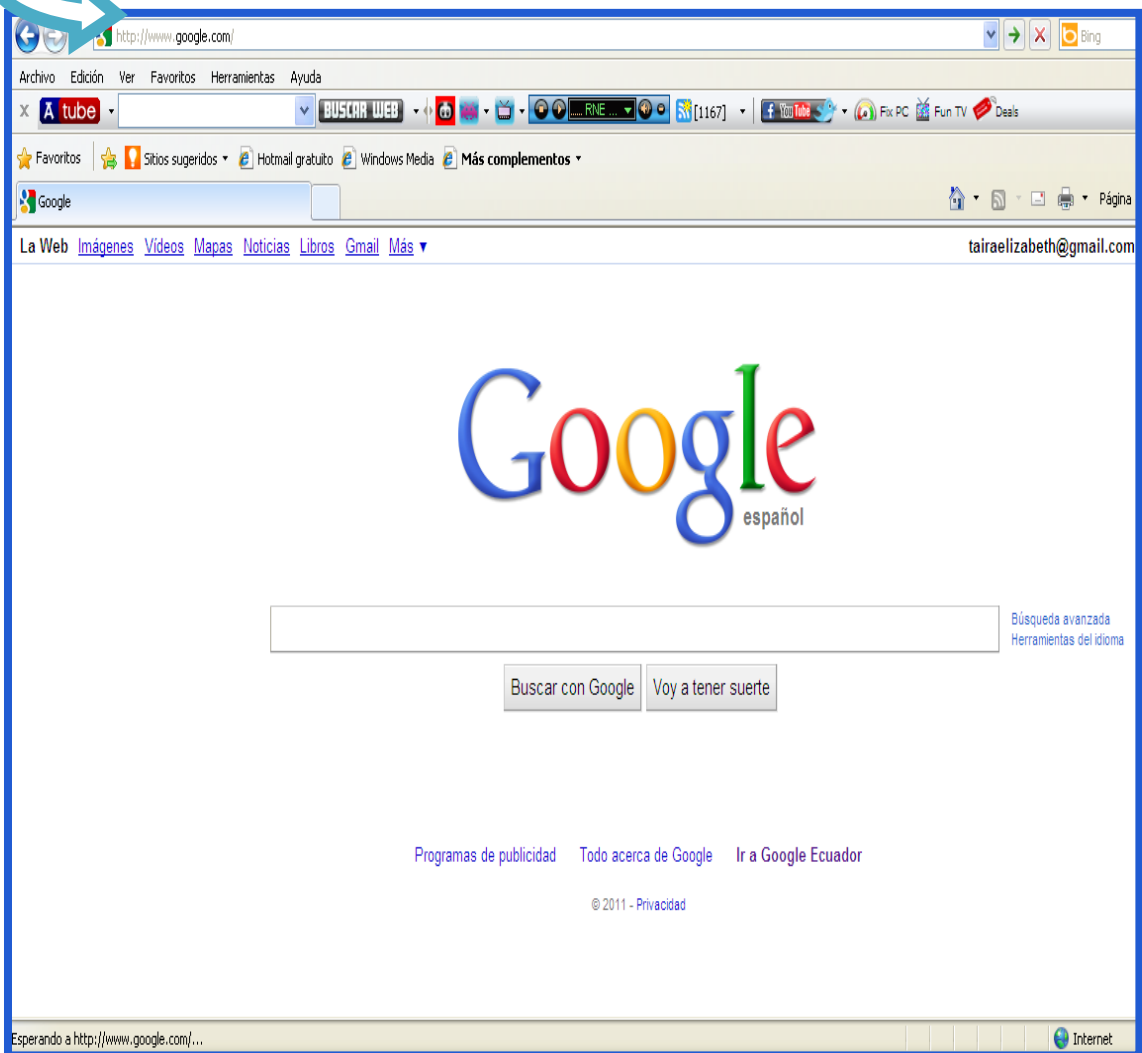 http://www.google.com/ Bing
Archivo Edición Ver Favoritos Herramientas Ayuda
X Ã tube BUSCAR WEB ..... RNE ... [1167] f You Tube Fix PC Fun TV Deals
Favoritos Sitios sugeridos Hotmail gratuito Windows Media Más complementos
Google Página
La Web Imágenes Vídeos Mapas Noticias Libros Gmail Más tairaelizabeth@gmail.com
Google
español
Búsqueda avanzada
Herramientas del idioma
Buscar con Google Voy a tener suerte
Programas de publicidad Todo acerca de Google Ir a Google Ecuador
© 2011 - Privacidad
Esperando a http://www.google.com/... Internet